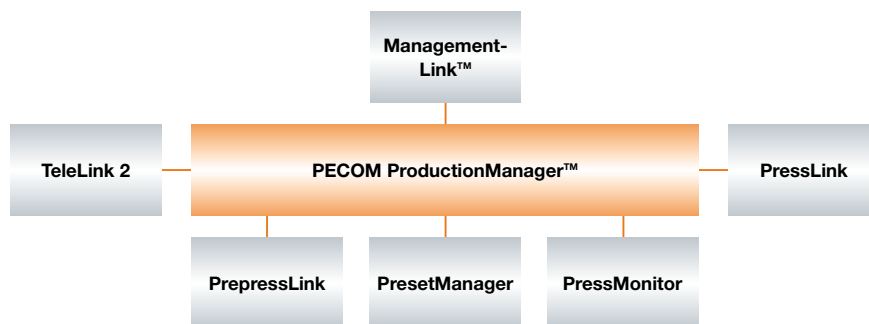 Management-
Link™
TeleLink 2
PECOM ProductionManager™
PressLink
PrepressLink
PresetManager
PressMonitor